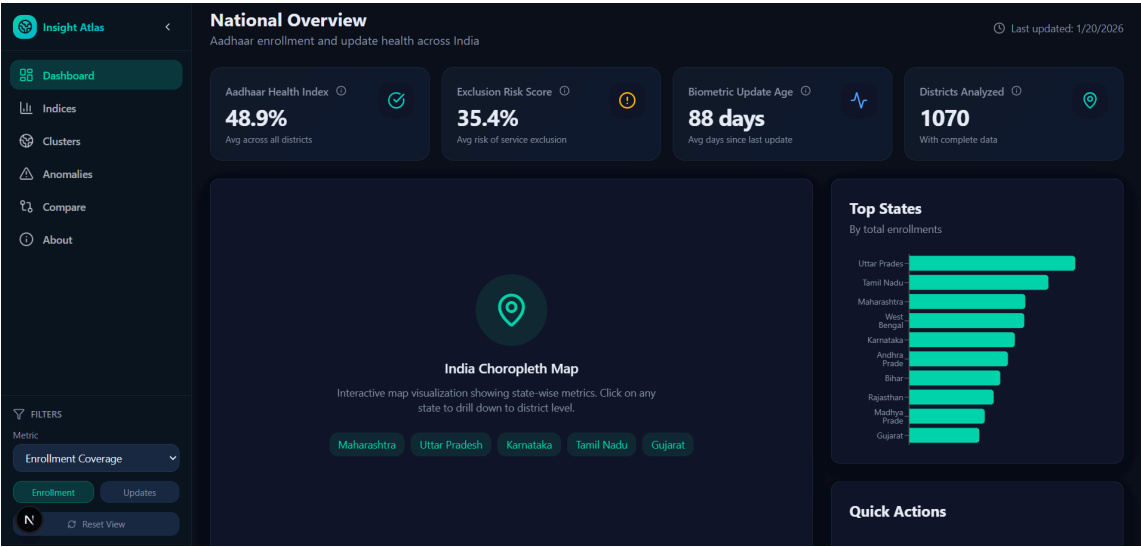 Insight Atlas
Dashboard
Indices
Clusters
Anomalies
Compare
About
FILTERS
Metric
Enrollment Coverage
Enrollment
Updates
N
Reset View
National Overview
Aadhaar enrollment and update health across India
Last updated: 1/20/2026
Aadhaar Health Index
48.9%
Avg across all districts
Exclusion Risk Score
35.4%
Avg risk of service exclusion
Biometric Update Age
88 days
Avg days since last update
Districts Analyzed
1070
With complete data
India Choropleth Map
Interactive map visualization showing state-wise metrics. Click on any
state to drill down to district level.
Maharashtra
Uttar Pradesh
Karnataka
Tamil Nadu
Gujarat
Top States
By total enrollments
Uttar Prades
Tamil Nadu
Maharashtra
West
Bengal
Karnataka
Andhra
Prade
Bihar
Rajasthan
Madhya
Prade
Gujarat
Quick Actions